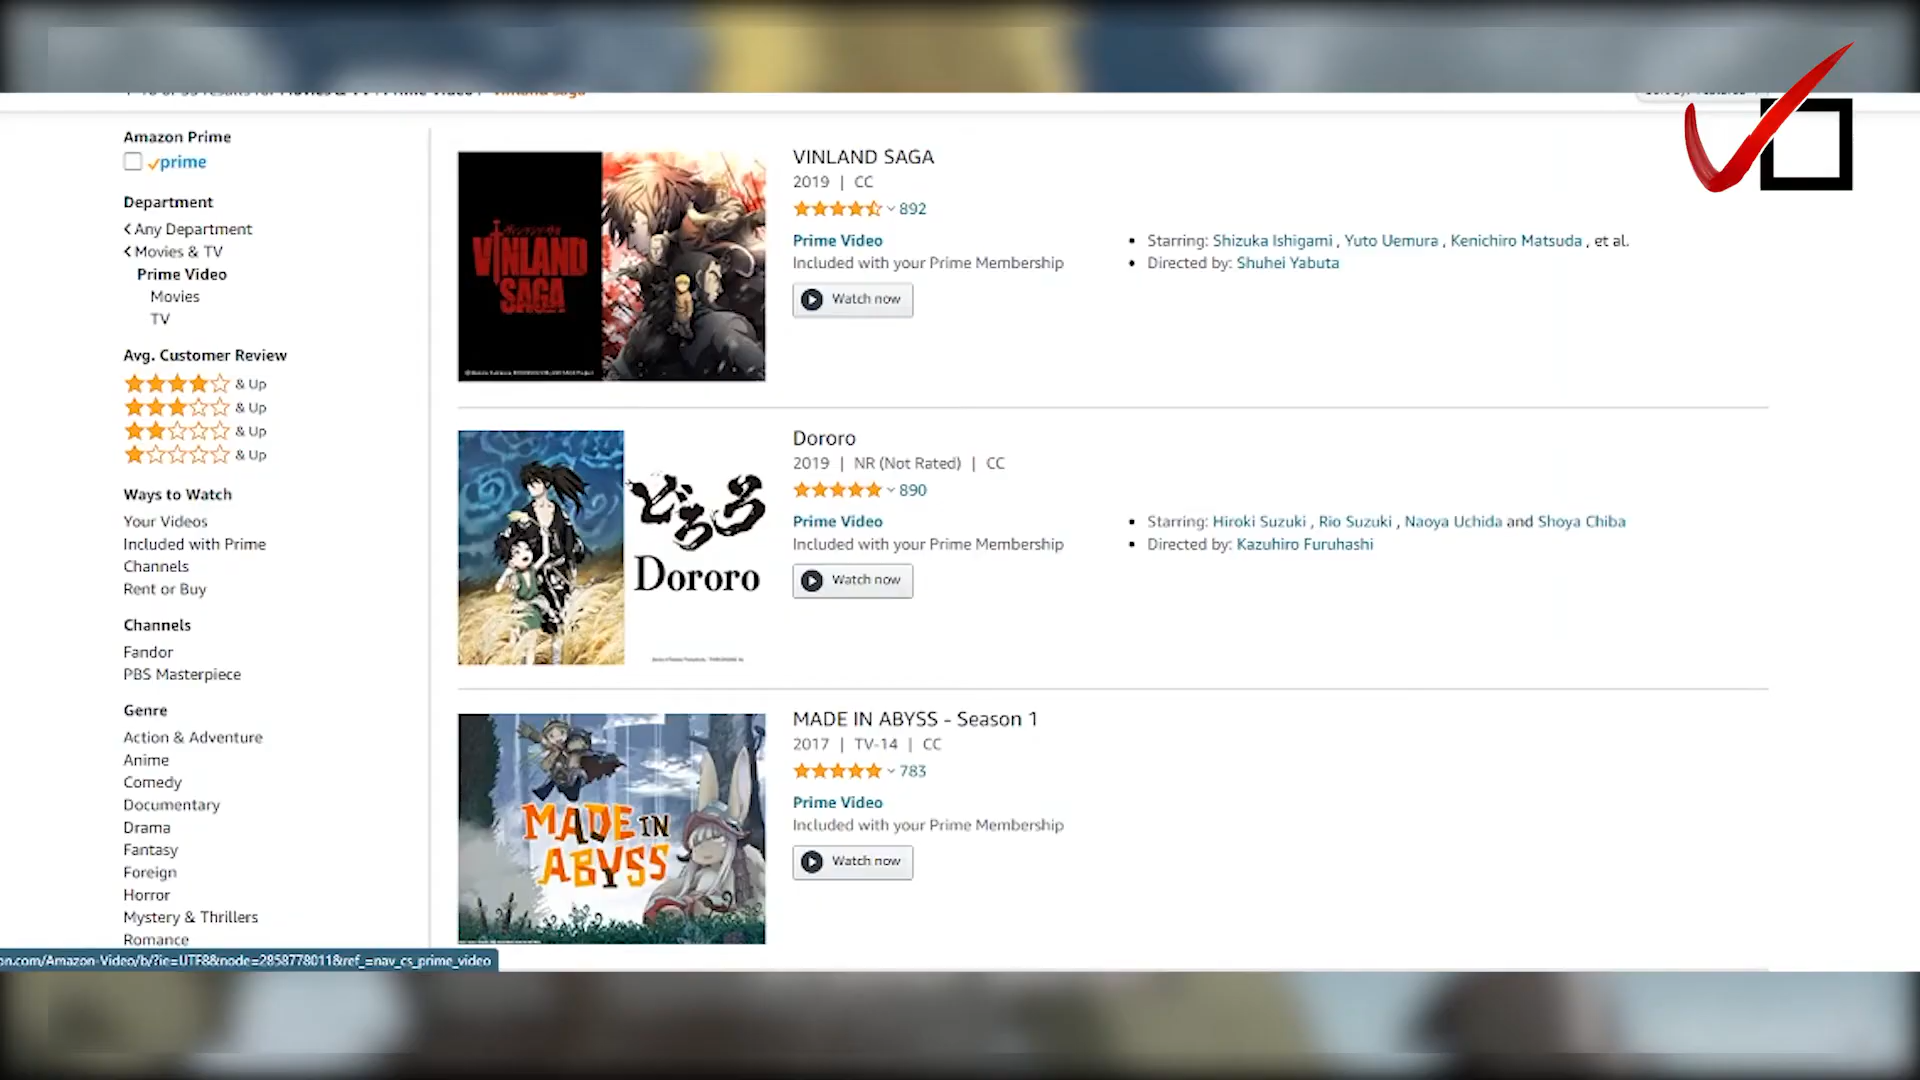 Amazon Prime
prime
Department
Any Department
Movies & TV
Prime Video
Movies
TV
Avg. Customer Review
& Up
& Up
& Up
& Up
Ways to Watch
Your Videos
Included with Prime
Channels
Rent or Buy
Channels
Fandor
PBS Masterpiece
Genre
Action & Adventure
Anime
Comedy
Documentary
Drama
Fantasy
Foreign
Horror
Mystery & Thrillers
Romance
VINLAND SAGA
VINLAND SAGA
2019 | CC
892
Prime Video
Included with your Prime Membership
Watch now
Starring: Shizuka Ishigami , Yuto Uemura , Kenichiro Matsuda , et al.
Directed by: Shuhei Yabuta
どろろ
Dororo
Dororo
2019 | NR (Not Rated) | CC
890
Prime Video
Included with your Prime Membership
Watch now
Starring: Hiroki Suzuki , Rio Suzuki , Naoya Uchida and Shoya Chiba
Directed by: Kazuhiro Furuhashi
MADE IN ABYSS
MADE IN ABYSS - Season 1
2017 | TV-14 | CC
783
Prime Video
Included with your Prime Membership
Watch now
on.com/Amazon-Video/b/?ie=UTF8&node=2858778011&ref_=nav_cs_prime_video